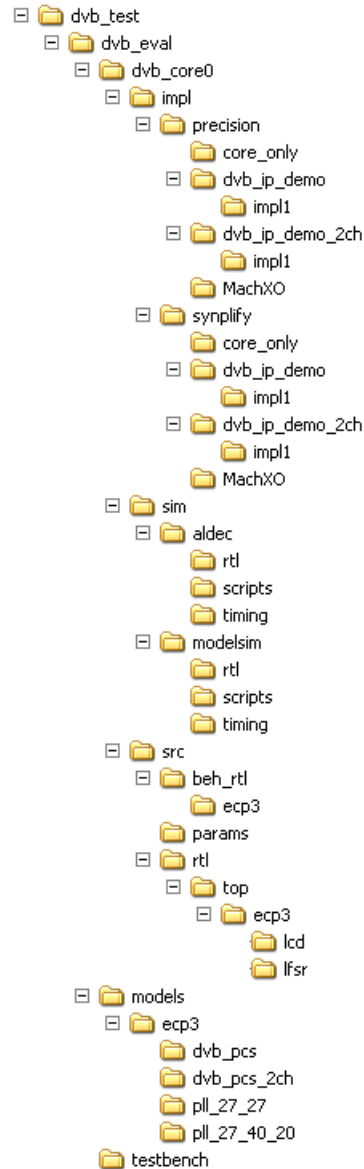 dvb_test
dvb_eval
dvb_core0
impl
precision
core_only
dvb_ip_demo
impl1
dvb_ip_demo_2ch
impl1
MachXO
synplify
core_only
dvb_ip_demo
impl1
dvb_ip_demo_2ch
impl1
MachXO
sim
aldec
rtl
scripts
timing
modelsim
rtl
scripts
timing
src
beh_rtl
ecp3
params
rtl
top
ecp3
lcd
lfsr
models
ecp3
dvb_pcs
dvb_pcs_2ch
pll_27_27
pll_27_40_20
testbench